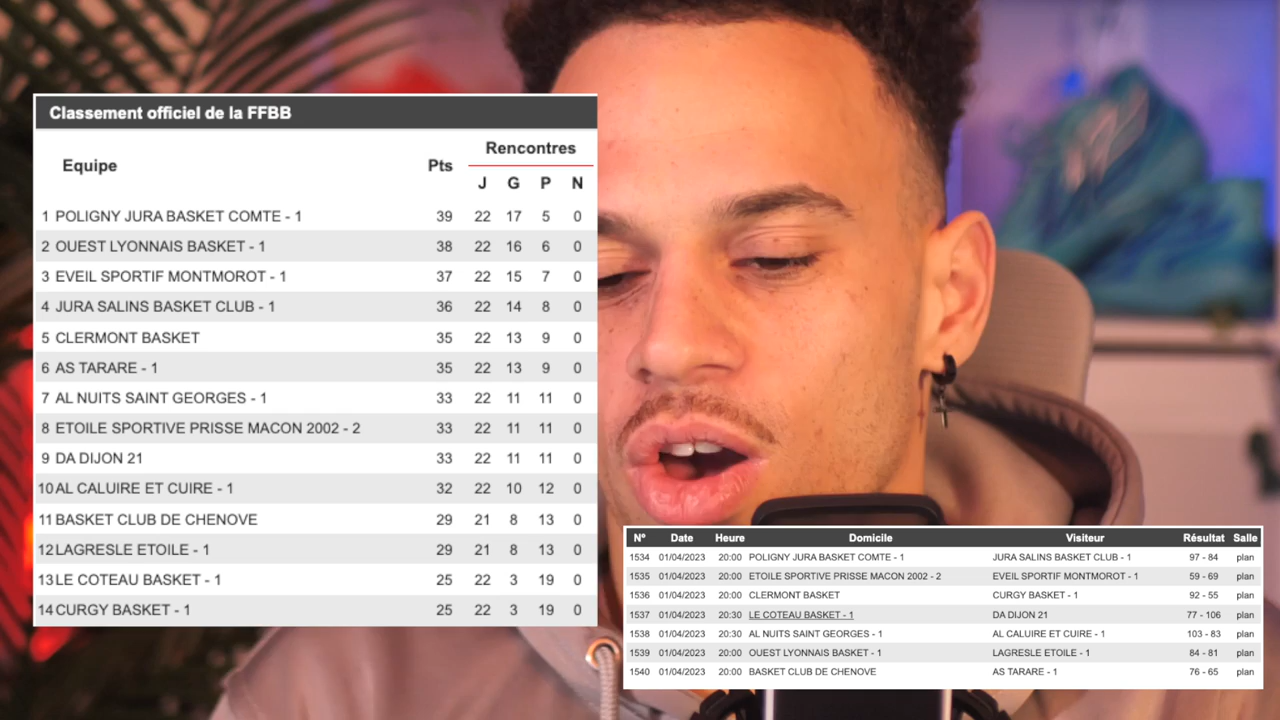 Classement officiel de la FFBB
Rencontres
Equipe Pts
J G P N
1 POLIGNY JURA BASKET COMTE - 1 39 22 17 5 0
2 OUEST LYONNAIS BASKET - 1 38 22 16 6 0
3 EVEIL SPORTIF MONTMOROT - 1 37 22 15 7 0
4 JURA SALINS BASKET CLUB - 1 36 22 14 8 0
5 CLERMONT BASKET 35 22 13 9 0
6 AS TARARE - 1 35 22 13 9 0
7 AL NUITS SAINT GEORGES - 1 33 22 11 11 0
8 ETOILE SPORTIVE PRISSE MACON 2002 - 2 33 22 11 11 0
9 DA DIJON 21 33 22 11 11 0
10 AL CALUIRE ET CUIRE - 1 32 22 10 12 0
11 BASKET CLUB DE CHENOVE 29 21 8 13 0
12 LAGRESLE ETOILE - 1 29 21 8 13 0
13 LE COTEAU BASKET - 1 25 22 3 19 0
14 CURGY BASKET - 1 25 22 3 19 0
N° Date Heure Domicile Visiteur Résultat Salle
1534 01/04/2023 20:00 POLIGNY JURA BASKET COMTE - 1 JURA SALINS BASKET CLUB - 1 97 - 84 plan
1535 01/04/2023 20:00 ETOILE SPORTIVE PRISSE MACON 2002 - 2 EVEIL SPORTIF MONTMOROT - 1 59 - 69 plan
1536 01/04/2023 20:00 CLERMONT BASKET CURGY BASKET - 1 92 - 55 plan
1537 01/04/2023 20:30 LE COTEAU BASKET - 1 DA DIJON 21 77 - 106 plan
1538 01/04/2023 20:30 AL NUITS SAINT GEORGES - 1 AL CALUIRE ET CUIRE - 1 103 - 83 plan
1539 01/04/2023 20:00 OUEST LYONNAIS BASKET - 1 LAGRESLE ETOILE - 1 84 - 81 plan
1540 01/04/2023 20:00 BASKET CLUB DE CHENOVE AS TARARE - 1 76 - 65 plan